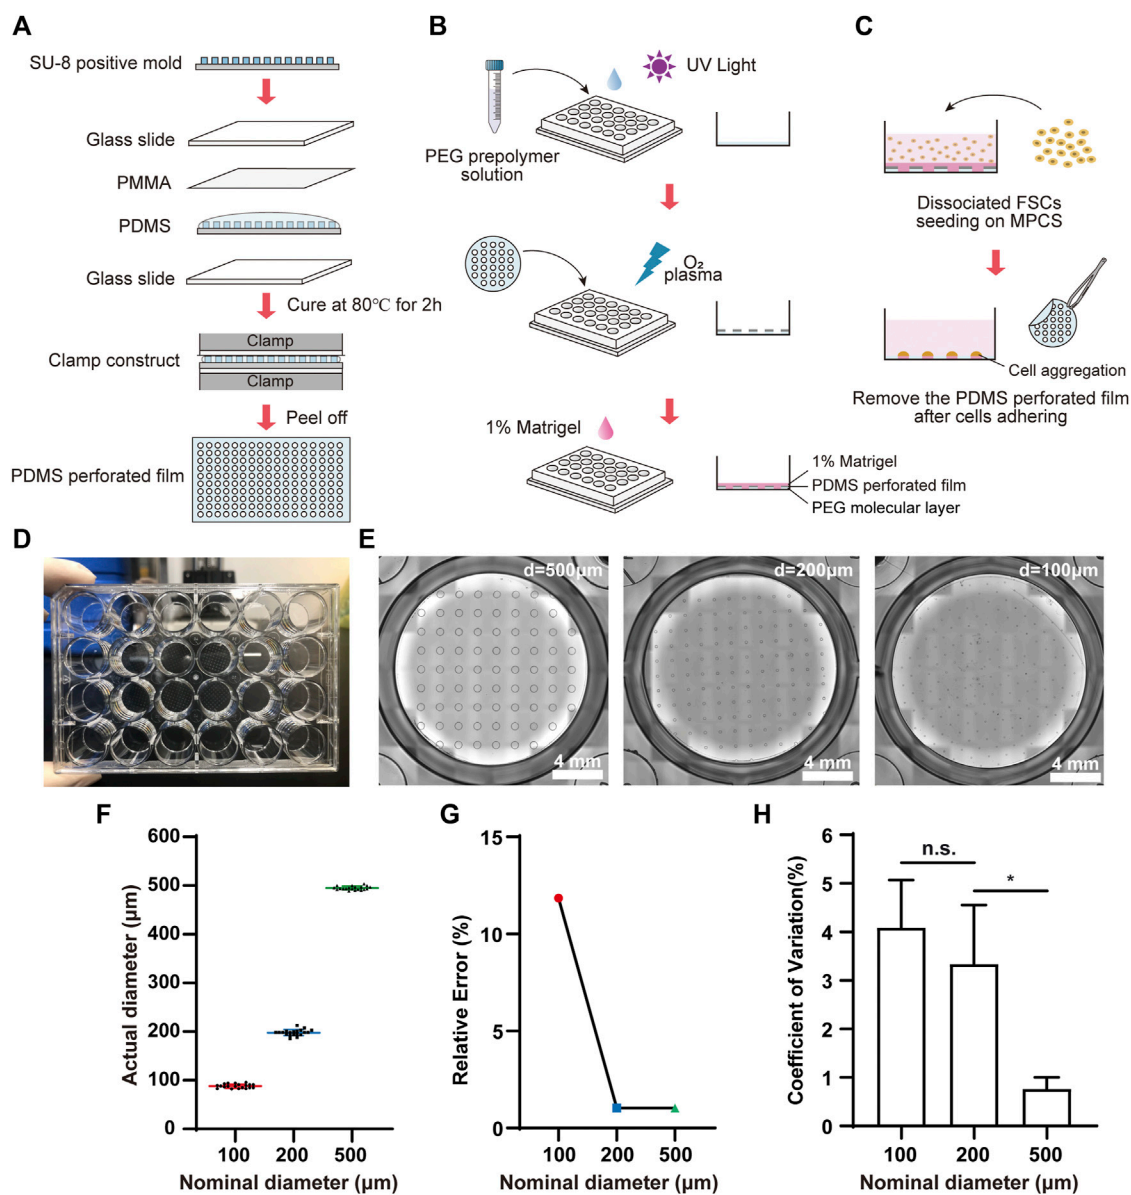 A
SU-8 positive mold
Glass slide
PMMA
PDMS
Glass slide
Cure at 80℃ for 2h
Clamp
Clamp construct
Clamp
Peel off
PDMS perforated film
B
UV Light
PEG prepolymer
solution
O₂
plasma
1% Matrigel
1% Matrigel
PDMS perforated film
PEG molecular layer
C
Dissociated FSCs
seeding on MPCS
Cell aggregation
Remove the PDMS perforated film
after cells adhering
D
E
d=500μm
4 mm
d=200μm
4 mm
d=100μm
4 mm
F
Actual diameter (μm)
600
500
400
300
200
100
0
100 200 500
Nominal diameter (μm)
G
Relative Error (%)
15
10
5
0
100 200 500
Nominal diameter (μm)
H
Coefficient of Variation(%)
6
5
4
3
2
1
0
n.s.
*
100 200 500
Nominal diameter (μm)